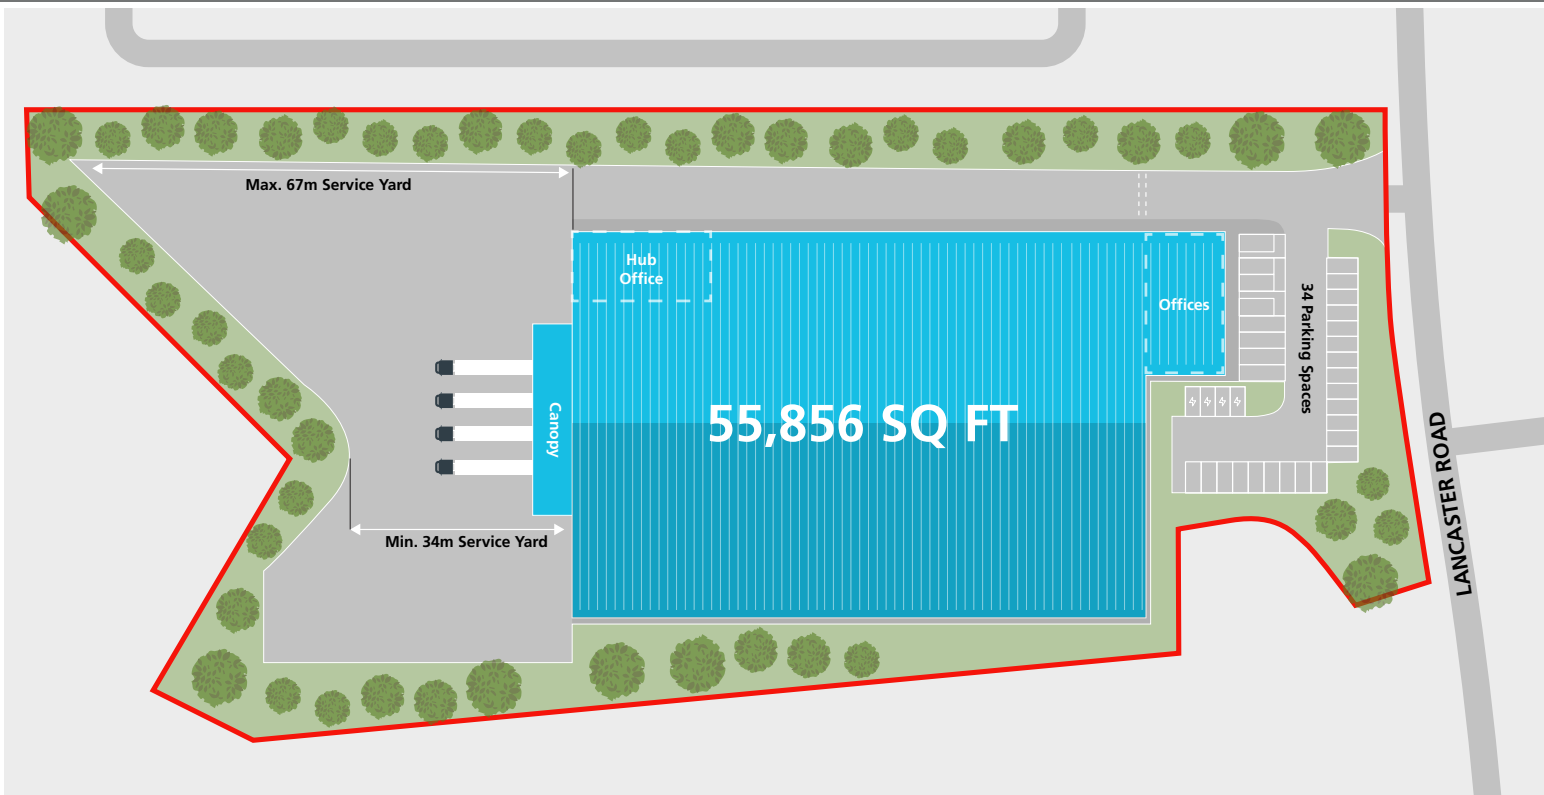 Max. 67m Service Yard
Hub
Office
Offices
34 Parking Spaces
Canopy
55,856 SQ FT
LANCASTER ROAD
Min. 34m Service Yard